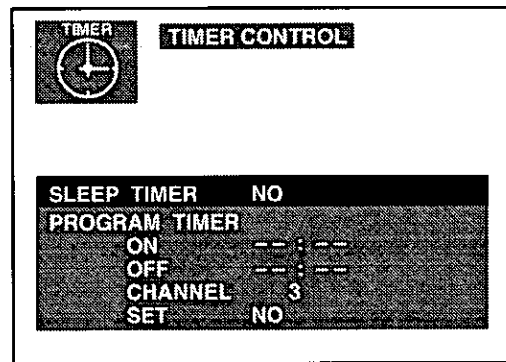 TIMER
TIMER CONTROL
SLEEP TIMER NO
PROGRAM TIMER
ON -- : --
OFF -- : --
CHANNEL 3
SET NO